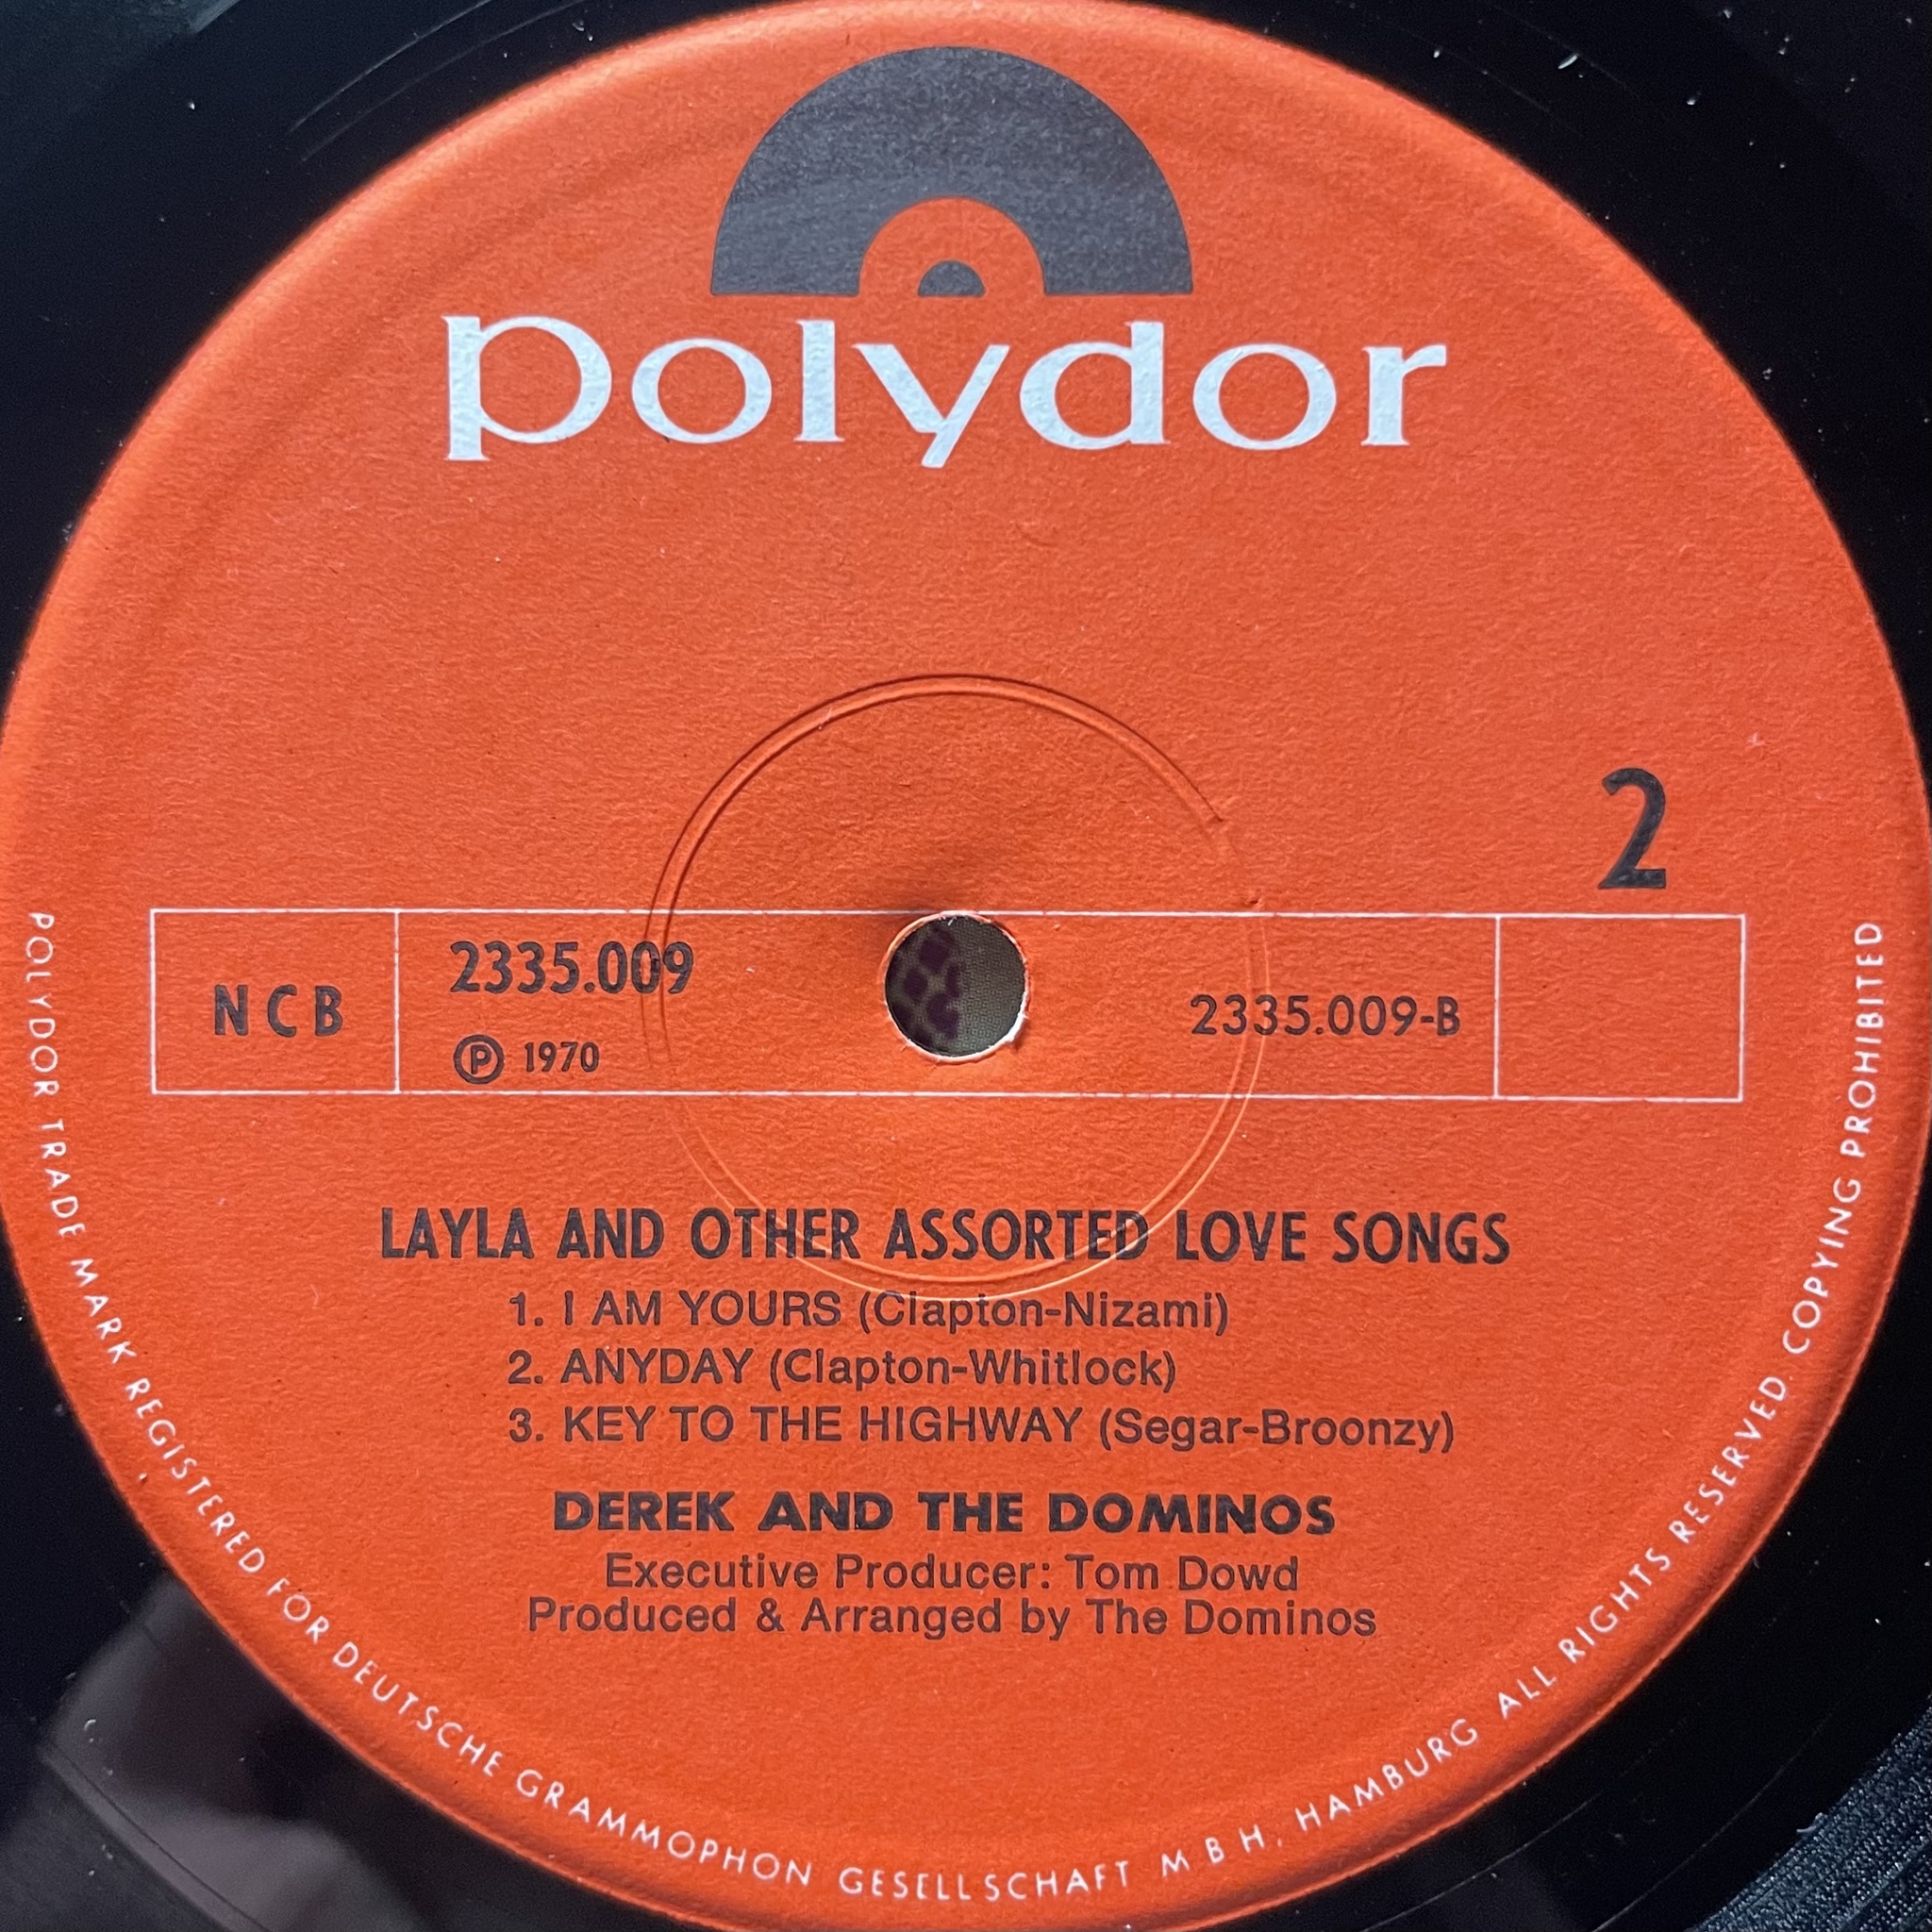 polydor
2
NCB
2335.009
Ⓟ 1970
2335.009-B
LAYLA AND OTHER ASSORTED LOVE SONGS
1. I AM YOURS (Clapton-Nizami)
2. ANYDAY (Clapton-Whitlock)
3. KEY TO THE HIGHWAY (Segar-Broonzy)
DEREK AND THE DOMINOS
Executive Producer: Tom Dowd
Produced & Arranged by The Dominos
POLYDOR TRADE MARK REGISTERED FOR DEUTSCHE GRAMMOPHON GESELLSCHAFT M B H, HAMBURG ALL RIGHTS RESERVED. COPYING PROHIBITED